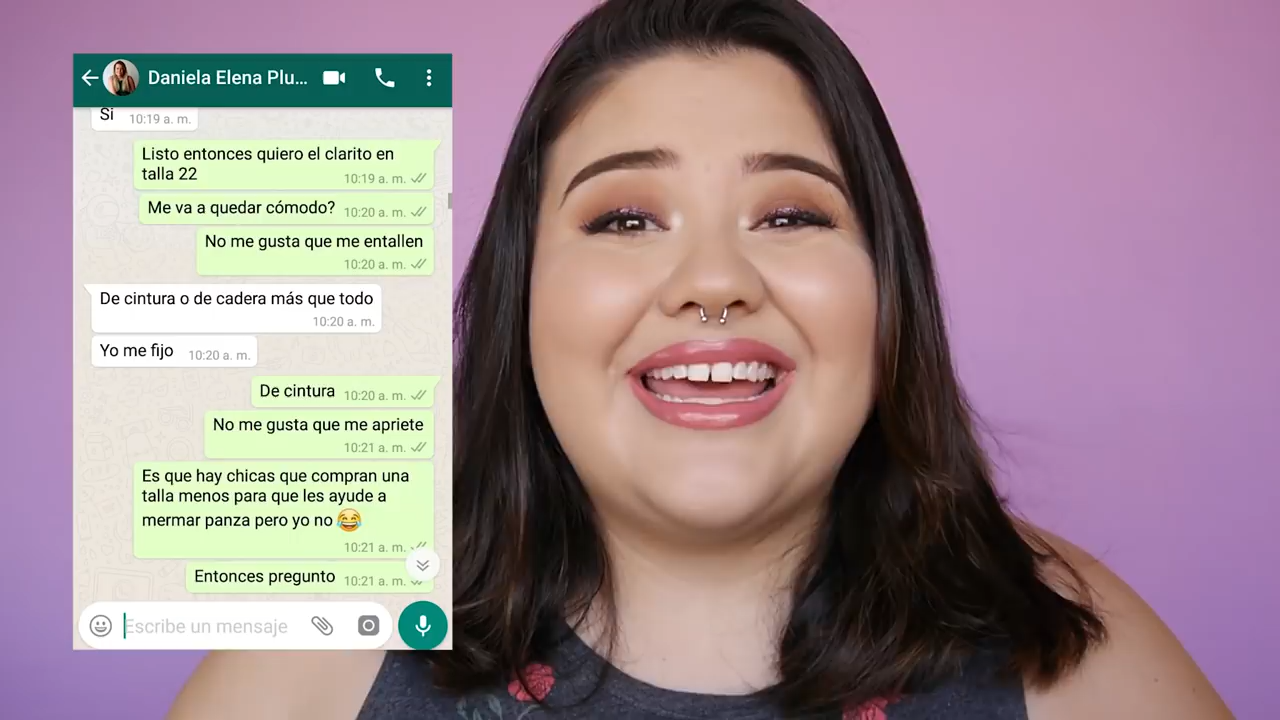 Daniela Elena Plu...
Si
10:19 a. m.
Listo entonces quiero el clarito en
talla 22
10:19 a. m.
Me va a quedar cómodo? 10:20 a. m.
No me gusta que me entallen
10:20 a. m.
De cintura o de cadera más que todo
10:20 a. m.
Yo me fijo 10:20 a. m.
De cintura 10:20 a. m.
No me gusta que me apriete
10:21 a. m.
Es que hay chicas que compran una
talla menos para que les ayude a
mermar panza pero yo no 😂
10:21 a. m.
Entonces pregunto 10:21 a. m.
Escribe un mensaje